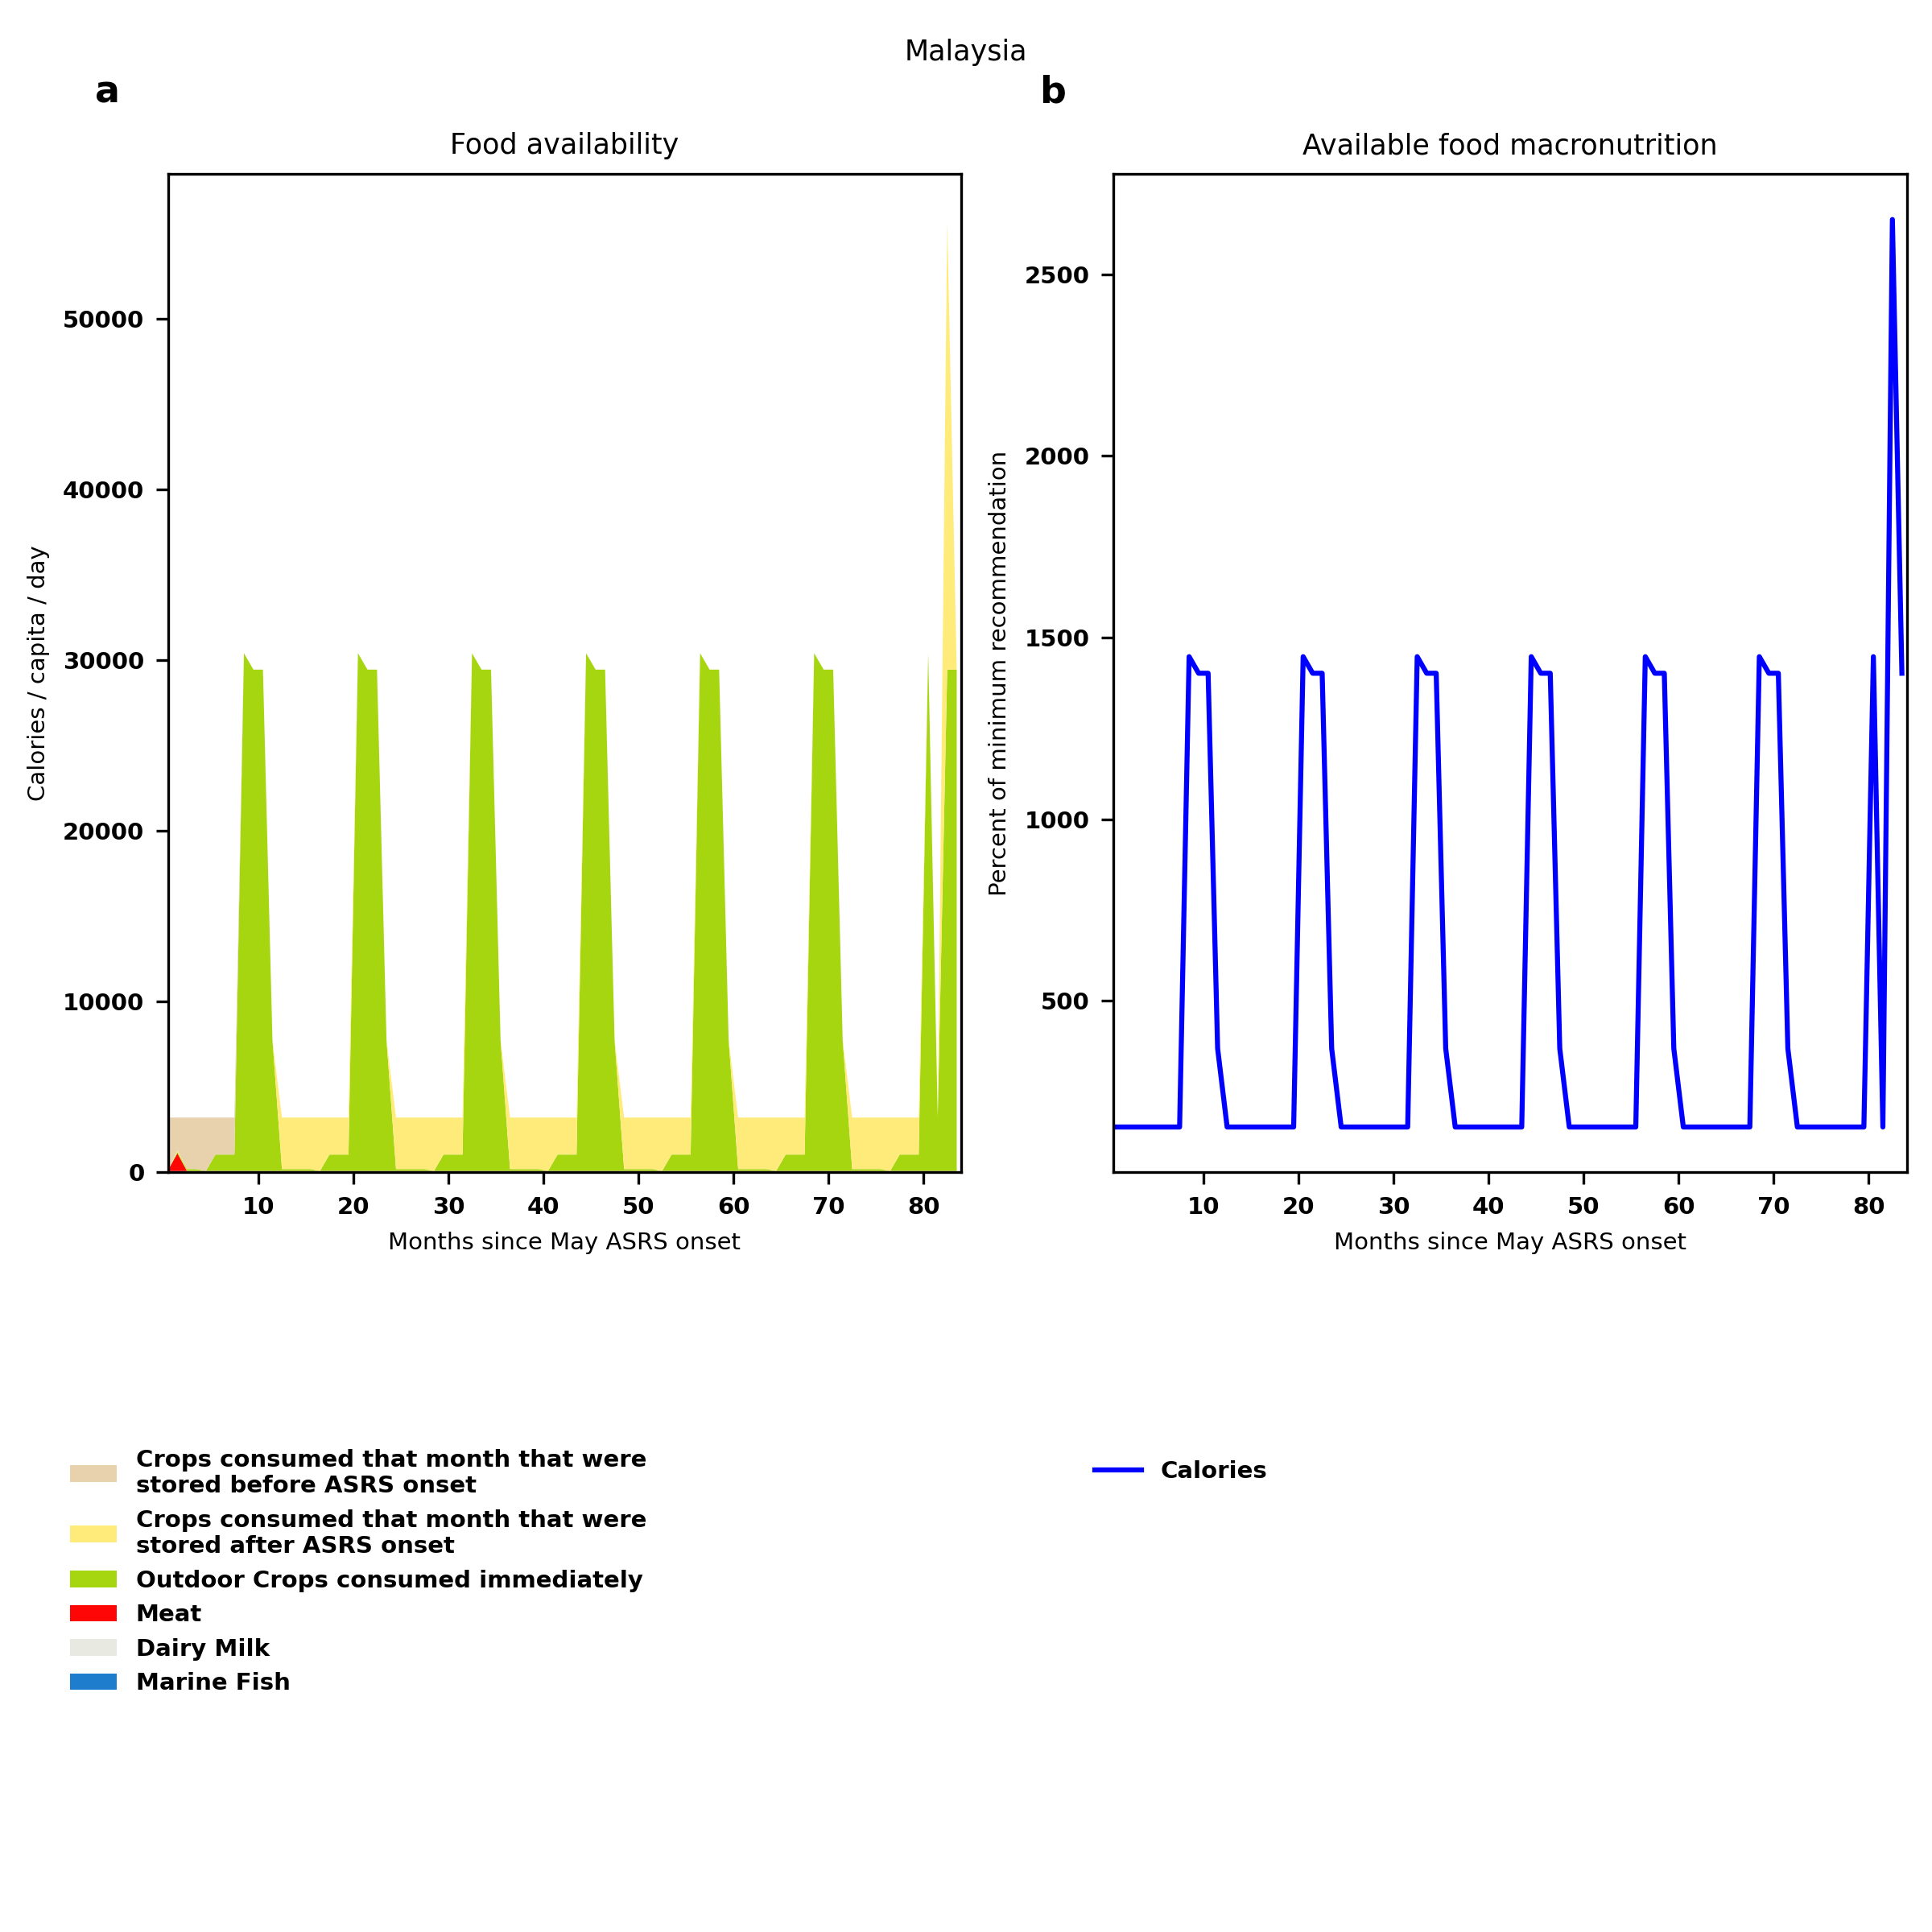 Malaysia
a
b
Food availability
Available food macronutrition
50000
40000
30000
20000
10000
0
Calories / capita / day
10 20 30 40 50 60 70 80
Months since May ASRS onset
2500
2000
1500
1000
500
Percent of minimum recommendation
10 20 30 40 50 60 70 80
Months since May ASRS onset
Crops consumed that month that were
stored before ASRS onset
Crops consumed that month that were
stored after ASRS onset
Outdoor Crops consumed immediately
Meat
Dairy Milk
Marine Fish
Calories